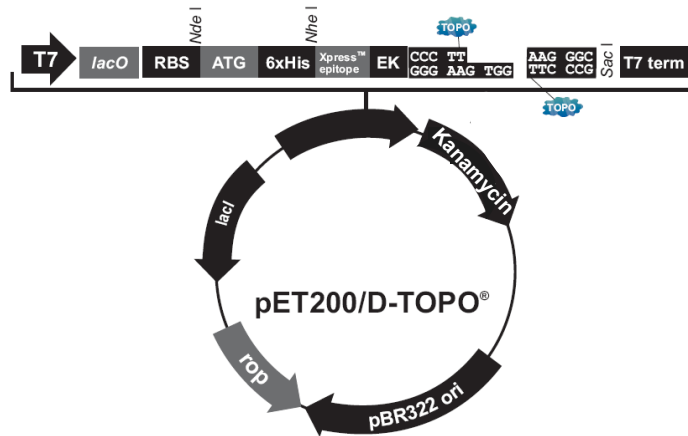 TOPO
Nde I
Nhe I
T7 lacO RBS ATG 6xHis Xpress™ epitope EK CCC TT AAG GGC Sac I T7 term
GGG AAG TGG TTC CCG
TOPO
Kanamycin
lacI
pET200/D-TOPO®
rop
pBR322 ori